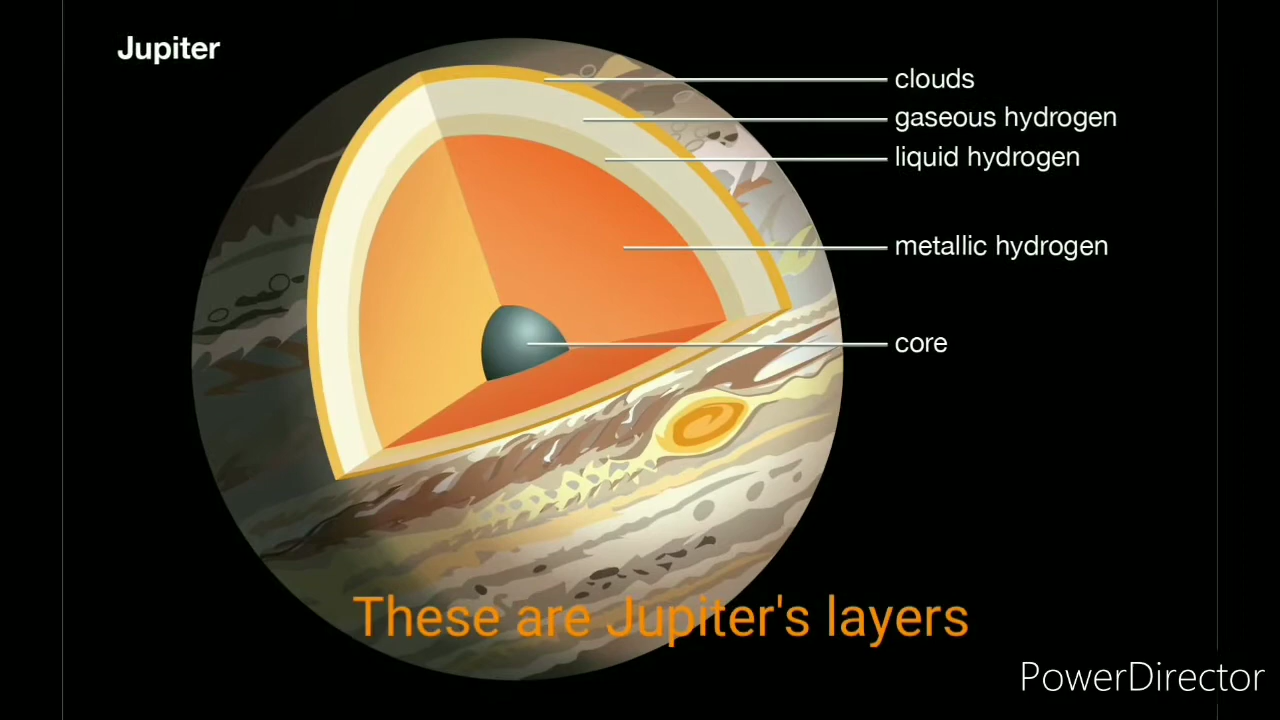 Jupiter
clouds
gaseous hydrogen
liquid hydrogen
metallic hydrogen
core
These are Jupiter's layers
PowerDirector